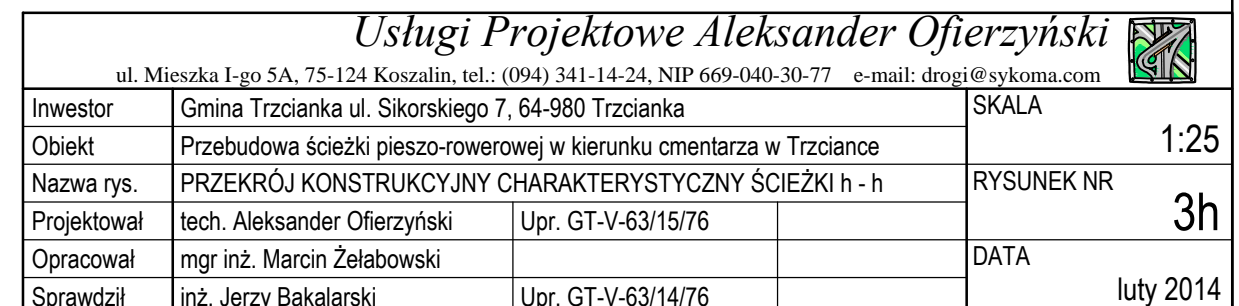 Usługi Projektowe Aleksander Ofierzyński
ul. Mieszka I-go 5A, 75-124 Koszalin, tel.: (094) 341-14-24, NIP 669-040-30-77 e-mail: drogi@sykoma.com
Inwestor Gmina Trzcianka ul. Sikorskiego 7, 64-980 Trzcianka SKALA
Obiekt Przebudowa ścieżki pieszo-rowerowej w kierunku cmentarza w Trzciance 1:25
Nazwa rys. PRZEKRÓJ KONSTRUKCYJNY CHARAKTERYSTYCZNY ŚCIEŻKI h - h RYSUNEK NR
Projektował tech. Aleksander Ofierzyński Upr. GT-V-63/15/76 3h
Opracował mgr inż. Marcin Żełabowski DATA
Sprawdził inż. Jerzy Bakalarski Upr. GT-V-63/14/76 luty 2014